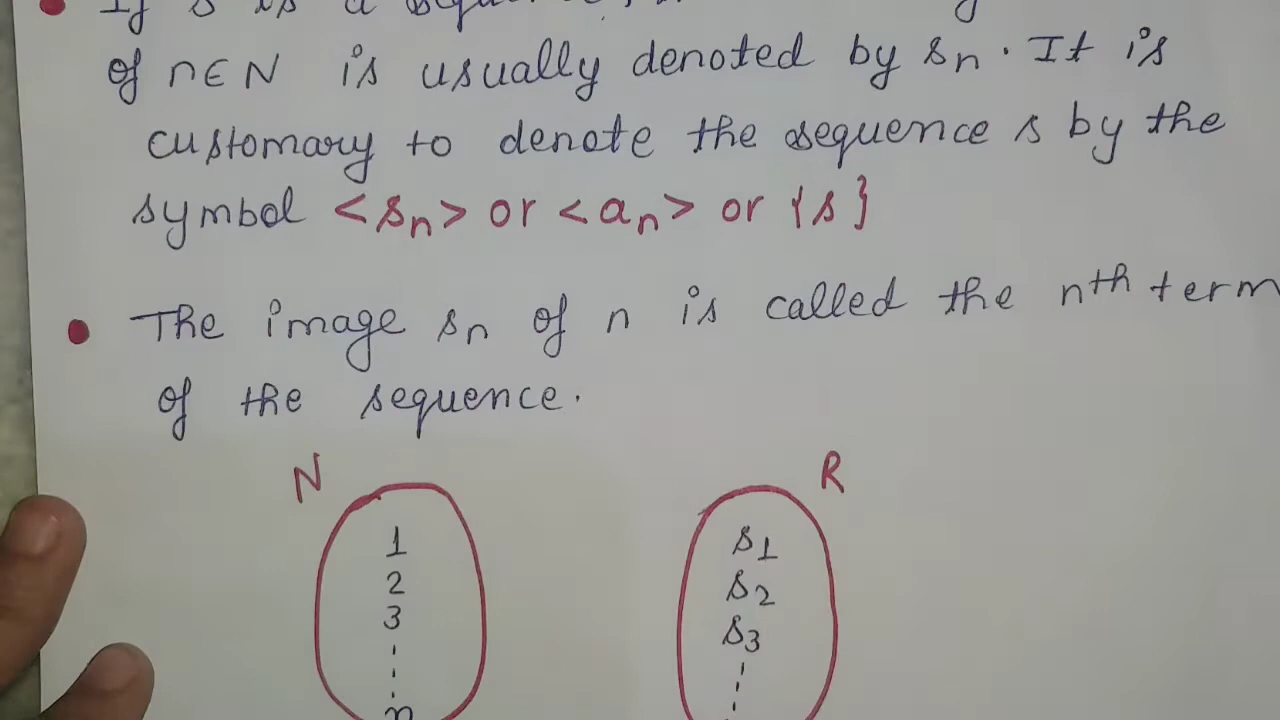 If s is a
of n∈N is usually denoted by sn. It is
customary to denote the sequence s by the
symbol <sn> or <an> or {s}
The image sn of n is called the nth term
of the sequence.
N R
1 s1
2 s2
3 s3
n